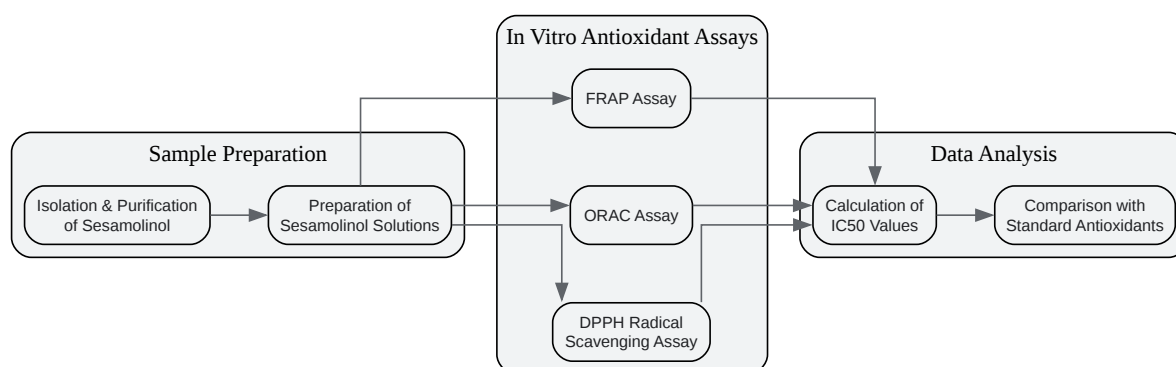 Sample Preparation
Isolation & Purification
of Sesamolinol
Preparation of
Sesamolinol Solutions
In Vitro Antioxidant Assays
FRAP Assay
ORAC Assay
DPPH Radical
Scavenging Assay
Data Analysis
Calculation of
IC50 Values
Comparison with
Standard Antioxidants